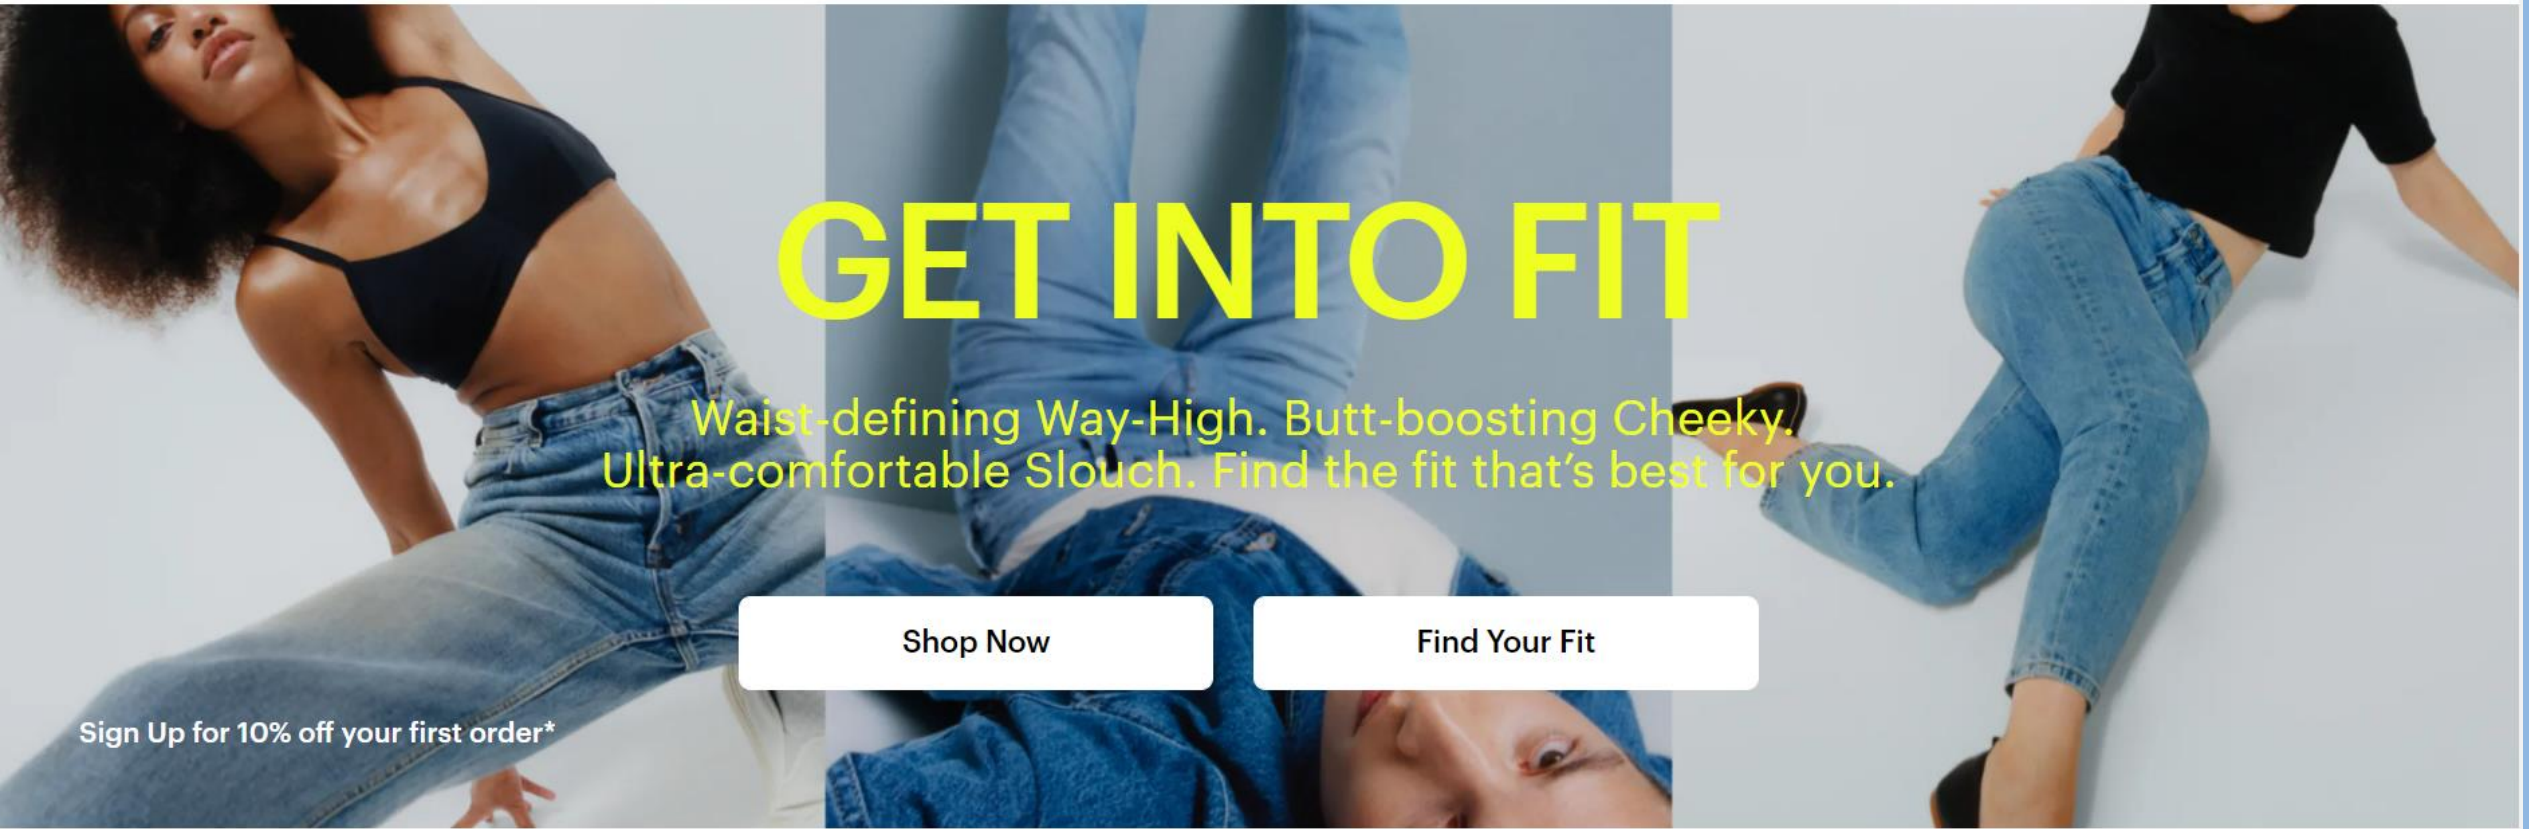 GET INTO FIT
Waist-defining Way-High. Butt-boosting Cheeky.
Ultra-comfortable Slouch. Find the fit that’s best for you.
Shop Now
Find Your Fit
Sign Up for 10% off your first order*